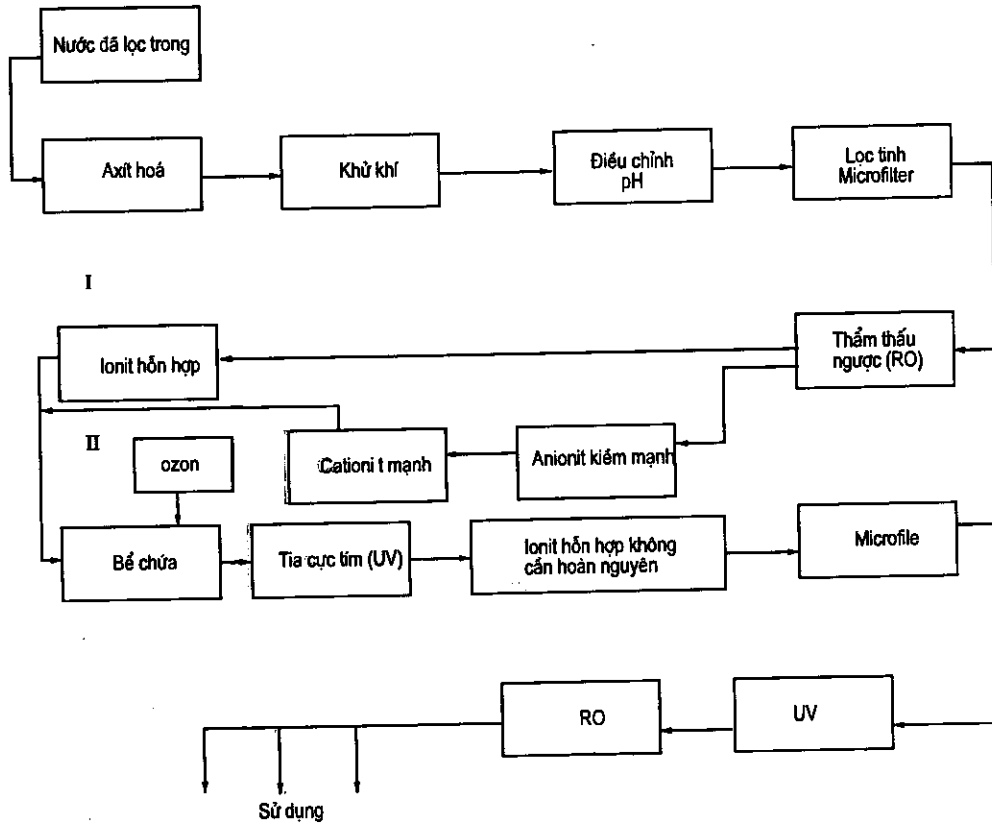 Nước đã lọc trong
Axít hoá
Khử khí
Điều chỉnh
pH
Lọc tinh
Microfilter
I
Ionit hỗn hợp
Thẩm thấu
ngược (RO)
II
ozon
Cationi t mạnh
Anionit kiềm mạnh
Bể chứa
Tia cực tím (UV)
Ionit hỗn hợp không
cần hoàn nguyên
Microfile
RO
UV
Sử dụng